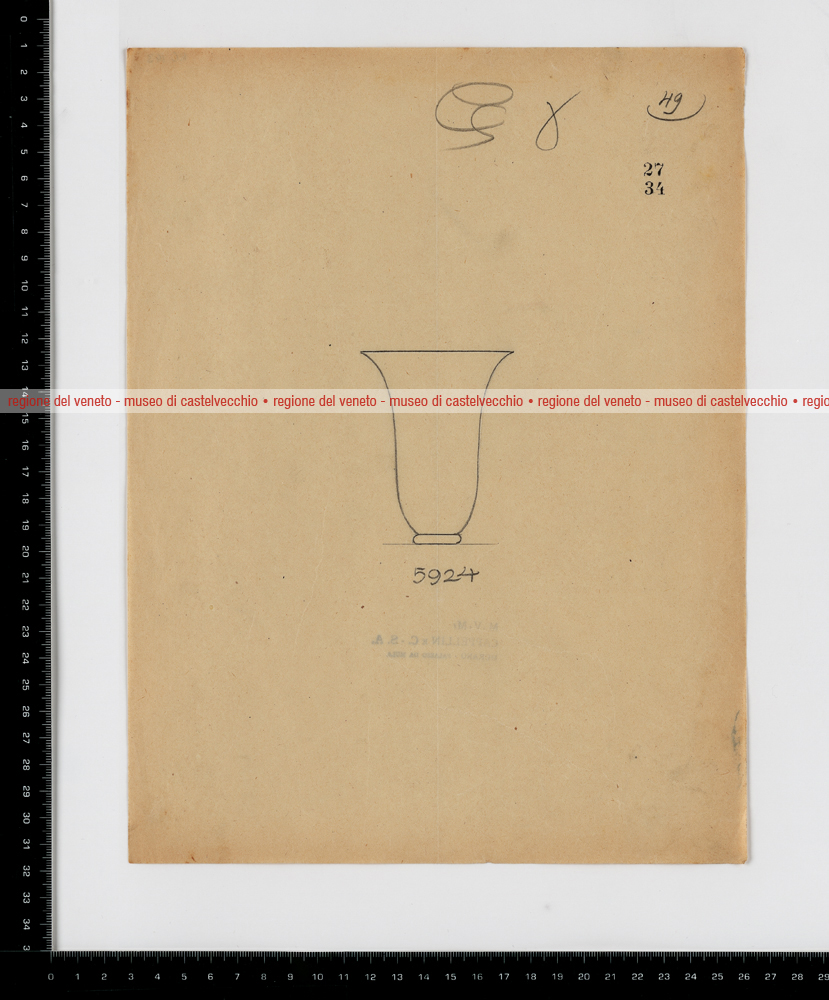 49
27
34
regione del veneto - museo di castelvecchio • regione del veneto - museo di castelvecchio • regione del veneto - museo di castelvecchio • regio
5924
0 1 2 3 4 5 6 7 8 9 10 11 12 13 14 15 16 17 18 19 20 21 22 23 24 25 26 27 28 29 30 31 32 33 34 3
0 1 2 3 4 5 6 7 8 9 10 11 12 13 14 15 16 17 18 19 20 21 22 23 24 25 26 27 28 29